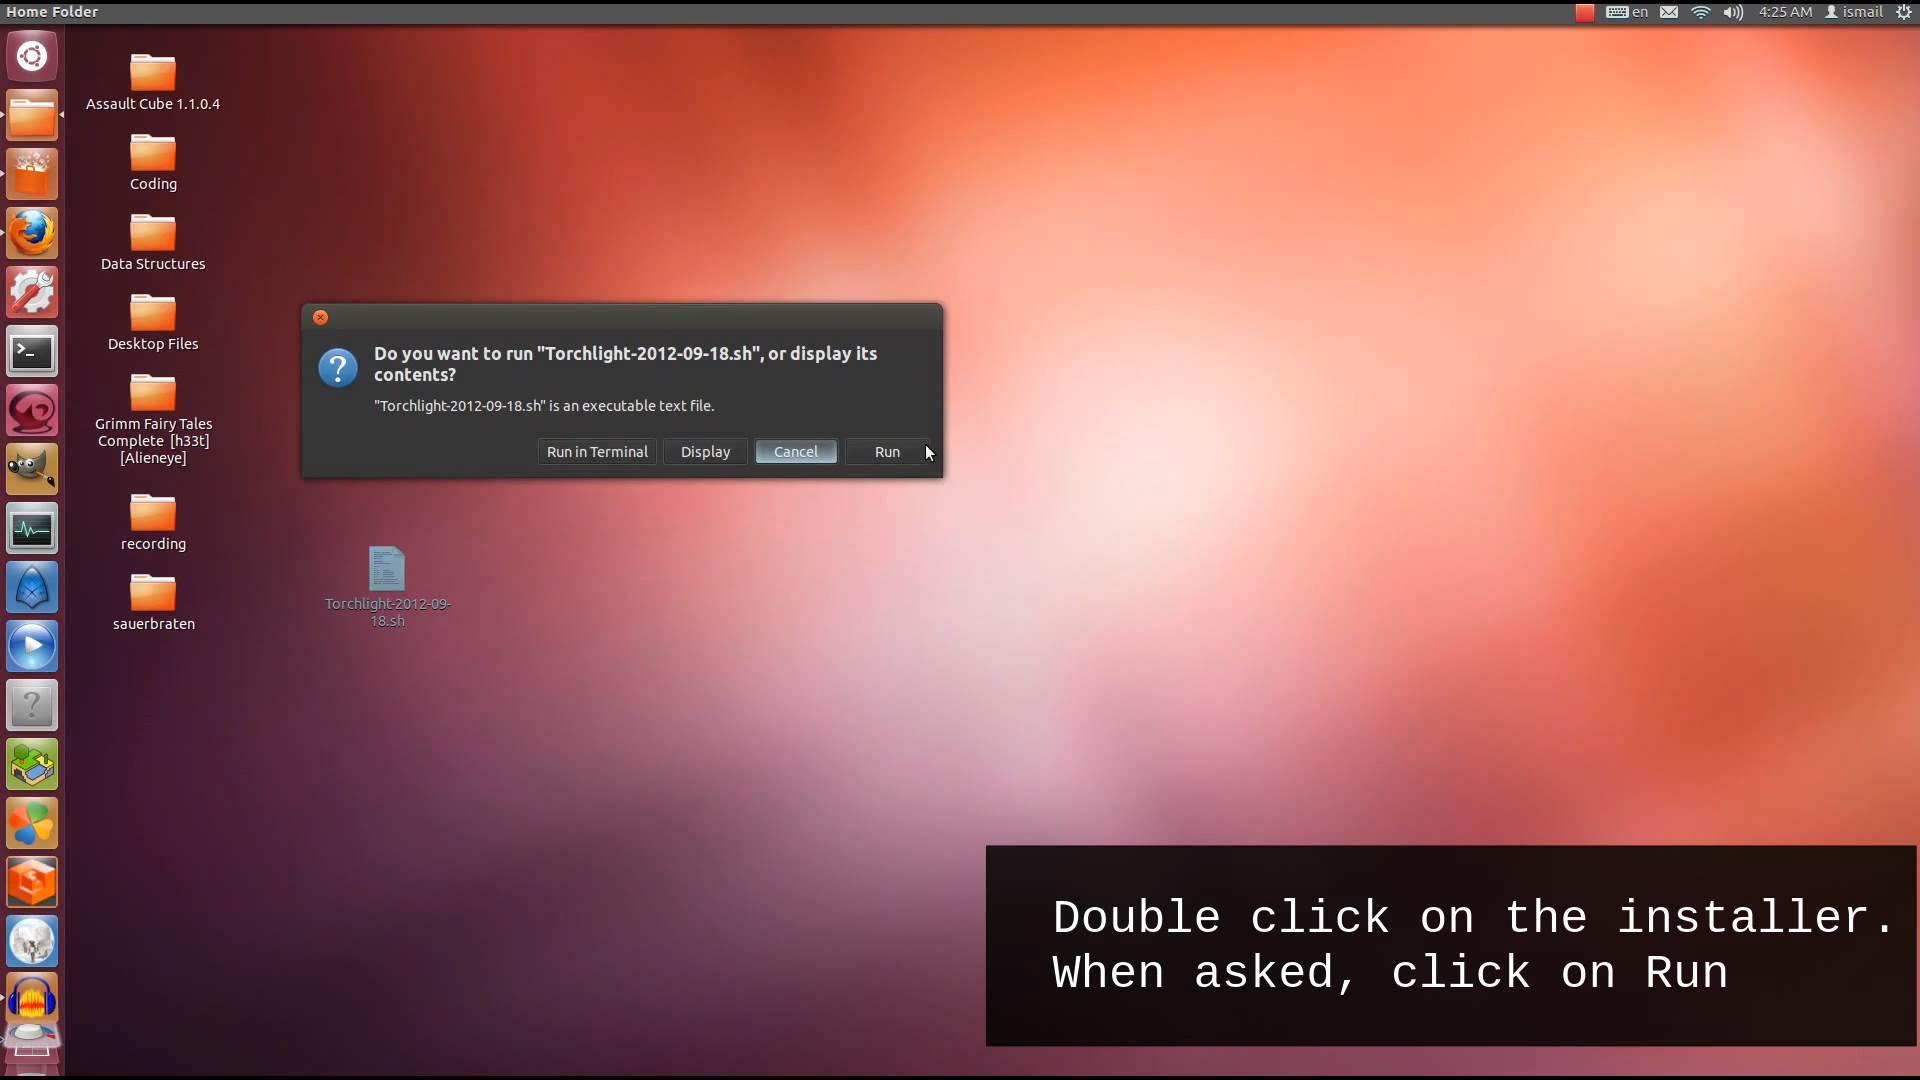 Home Folder
en
4:25 AM
ismail
Assault Cube 1.1.0.4
Coding
Data Structures
Desktop Files
Grimm Fairy Tales
Complete [h33t]
[Alieneye]
recording
sauerbraten
Do you want to run "Torchlight-2012-09-18.sh", or display its
contents?
"Torchlight-2012-09-18.sh" is an executable text file.
Run in Terminal
Display
Cancel
Run
Torchlight-2012-09-
18.sh
Double click on the installer.
When asked, click on Run